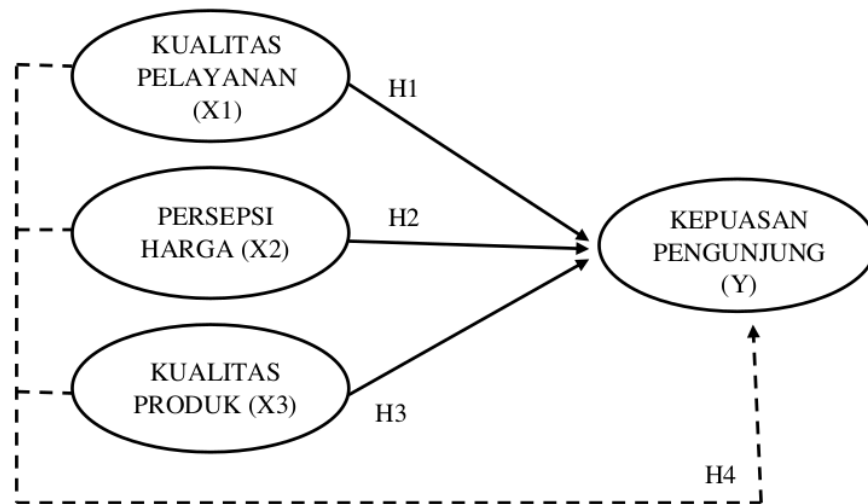 KUALITAS
PELAYANAN
(X1)
H1
PERSEPSI
HARGA (X2)
H2
KEPUASAN
PENGUNJUNG
(Y)
KUALITAS
PRODUK (X3)
H3
H4